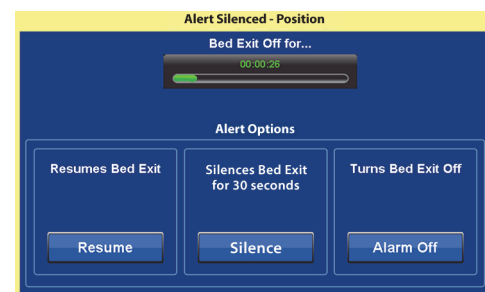 Alert Silenced - Position
Bed Exit Off for...
00:00:26
Alert Options
Resumes Bed Exit
Silences Bed Exit
for 30 seconds
Turns Bed Exit Off
Resume
Silence
Alarm Off